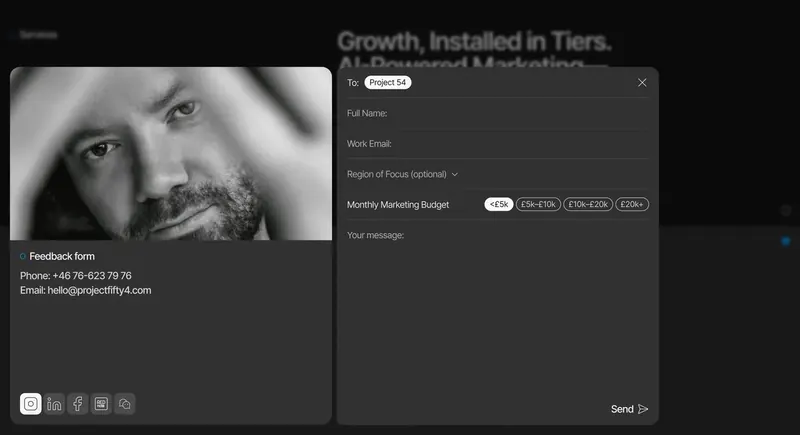 Services
Growth, Installed in Tiers.
AI-Powered Marketing—
To: Project 54
Full Name:
Work Email:
Region of Focus (optional)
Monthly Marketing Budget <£5k £5k–£10k £10k–£20k £20k+
Your message:
Send
Feedback form
Phone: +46 76-623 79 76
Email: hello@projectfifty4.com